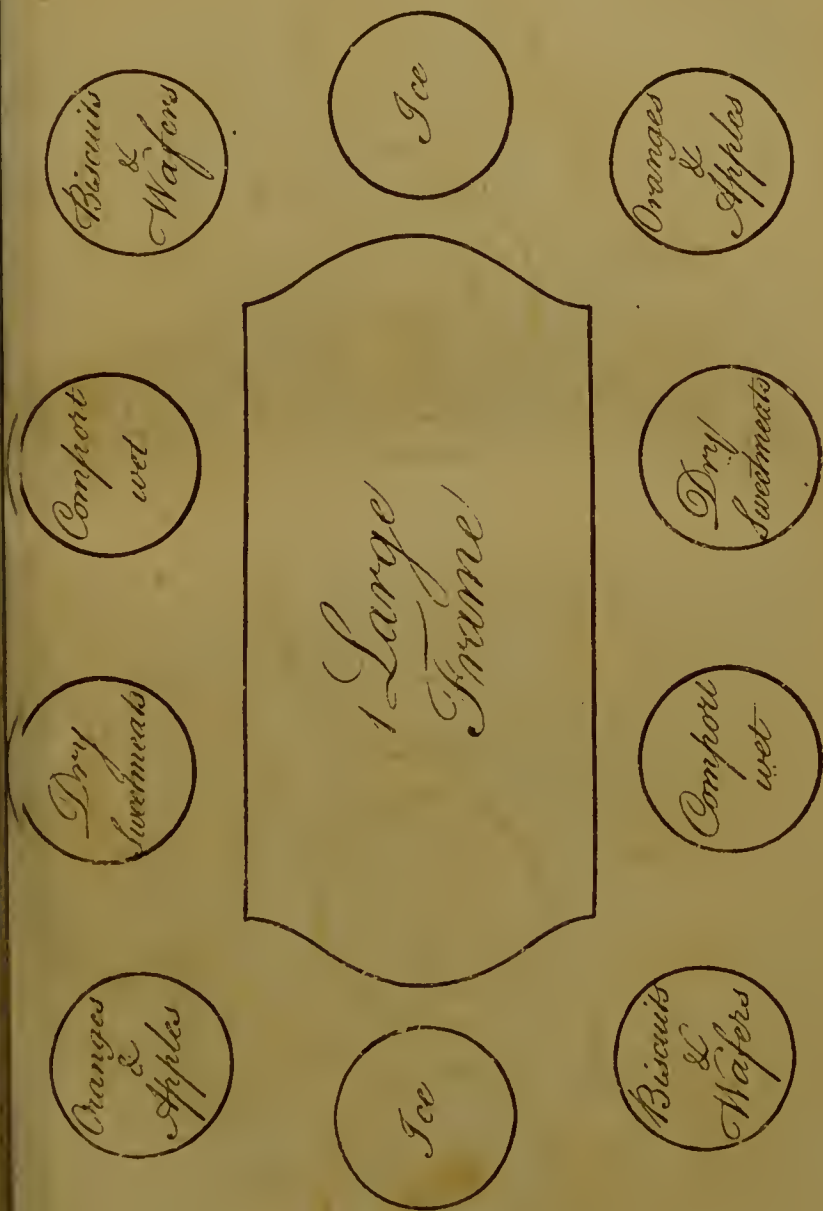 Oranges
&
Apples
Dry
Sweetmeats
Comport
wet
Biscuits
&
Wafers
Ice
1 Large
Frame
Ice
Biscuits
&
Wafers
Comport
wet
Dry
Sweetmeats
Oranges
&
Apples